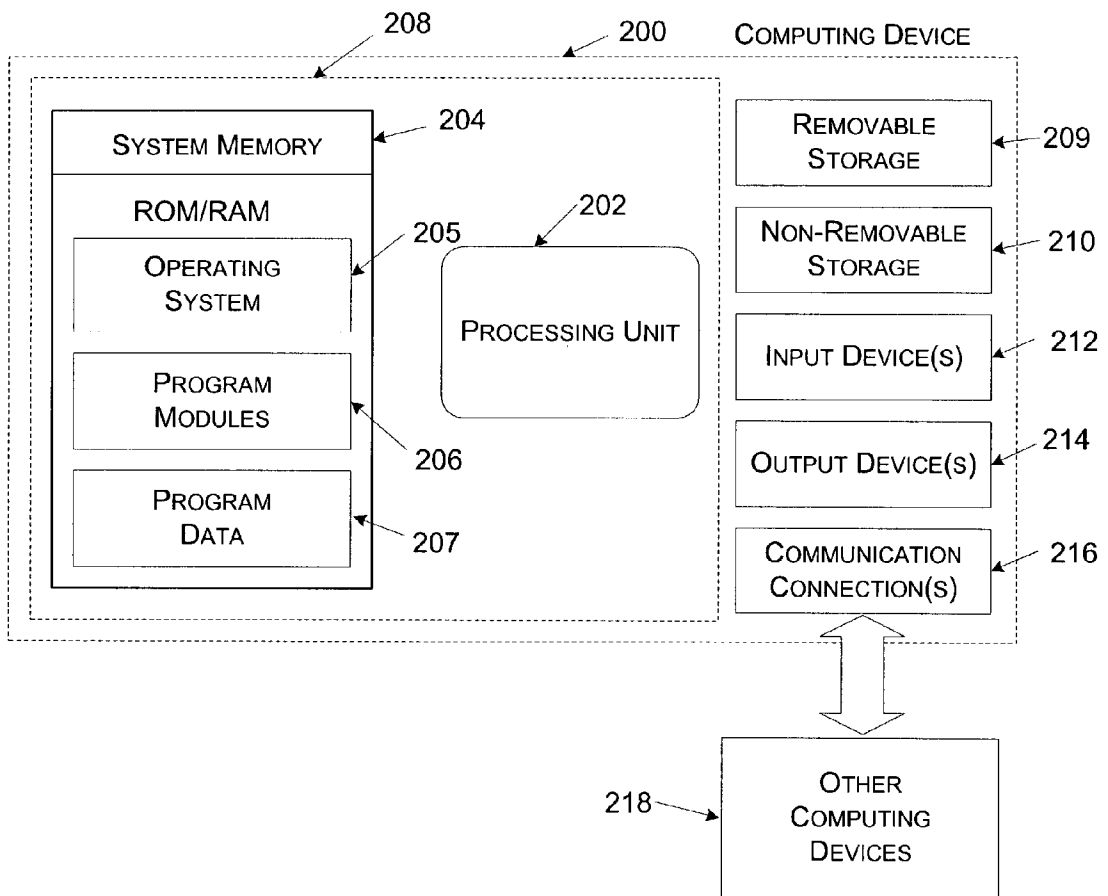 208
200
COMPUTING DEVICE
SYSTEM MEMORY
204
REMOVABLE
STORAGE
209
ROM/RAM
202
205
NON-REMOVABLE
STORAGE
210
OPERATING
SYSTEM
PROCESSING UNIT
INPUT DEVICE(S)
212
PROGRAM
MODULES
206
OUTPUT DEVICE(S)
214
PROGRAM
DATA
207
COMMUNICATION
CONNECTION(S)
216
218
OTHER
COMPUTING
DEVICES